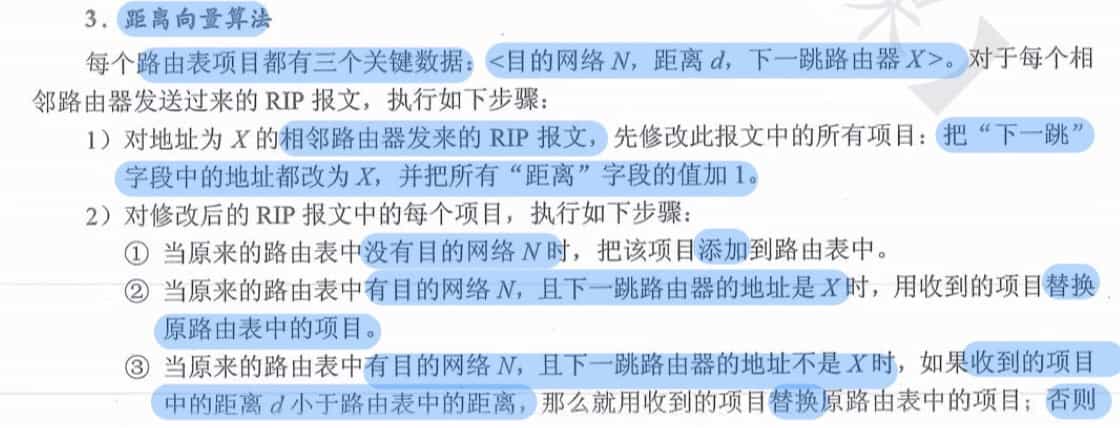 3．距离向量算法
每个路由表项目都有三个关键数据：<目的网络 N，距离 d，下一跳路由器 X>。对于每个相
邻路由器发送过来的 RIP 报文，执行如下步骤：
1）对地址为 X 的相邻路由器发来的 RIP 报文，先修改此报文中的所有项目：把“下一跳”
字段中的地址都改为 X，并把所有“距离”字段的值加 1。
2）对修改后的 RIP 报文中的每个项目，执行如下步骤：
① 当原来的路由表中没有目的网络 N 时，把该项目添加到路由表中。
② 当原来的路由表中有目的网络 N，且下一跳路由器的地址是 X 时，用收到的项目替换
原路由表中的项目。
③ 当原来的路由表中有目的网络 N，且下一跳路由器的地址不是 X 时，如果收到的项目
中的距离 d 小于路由表中的距离，那么就用收到的项目替换原路由表中的项目；否则